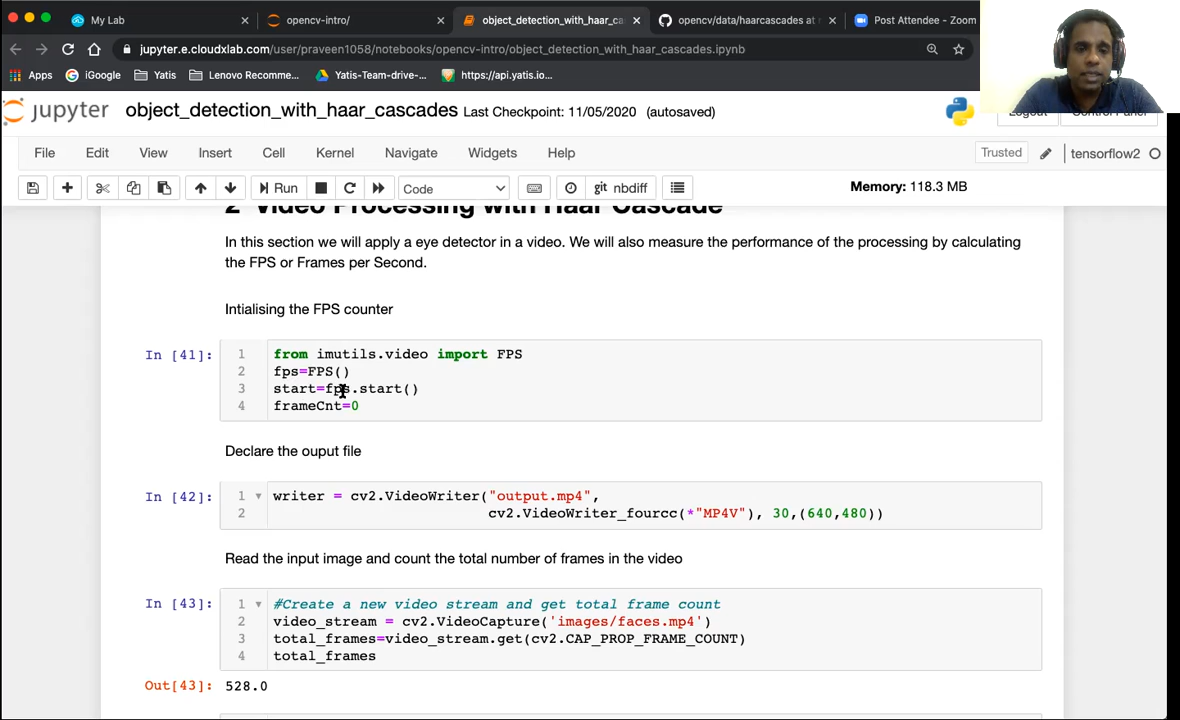 My Lab
opencv-intro/
object_detection_with_haar_ca
opencv/data/haarcascades at
Post Attendee - Zoom
jupyter.e.cloudxlab.com/user/praveen1058/notebooks/opencv-intro/object_detection_with_haar_cascades.ipynb
Apps
iGoogle
Yatis
Lenovo Recomme...
Yatis-Team-drive-...
https://api.yatis.io...
jupyter
object_detection_with_haar_cascades Last Checkpoint: 11/05/2020 (autosaved)
Logout
Control Panel
File
Edit
View
Insert
Cell
Kernel
Navigate
Widgets
Help
Trusted
tensorflow2
Run
Code
git nbdiff
Memory: 118.3 MB
2 Video Processing with Haar Cascade
In this section we will apply a eye detector in a video. We will also measure the performance of the processing by calculating
the FPS or Frames per Second.
Intialising the FPS counter
In [41]:
1 from imutils.video import FPS
2 fps=FPS()
3 start=fps.start()
4 frameCnt=0
Declare the ouput file
In [42]:
1 writer = cv2.VideoWriter("output.mp4",
2 cv2.VideoWriter_fourcc(*"MP4V"), 30,(640,480))
Read the input image and count the total number of frames in the video
In [43]:
1 #Create a new video stream and get total frame count
2 video_stream = cv2.VideoCapture('images/faces.mp4')
3 total_frames=video_stream.get(cv2.CAP_PROP_FRAME_COUNT)
4 total_frames
Out[43]: 528.0